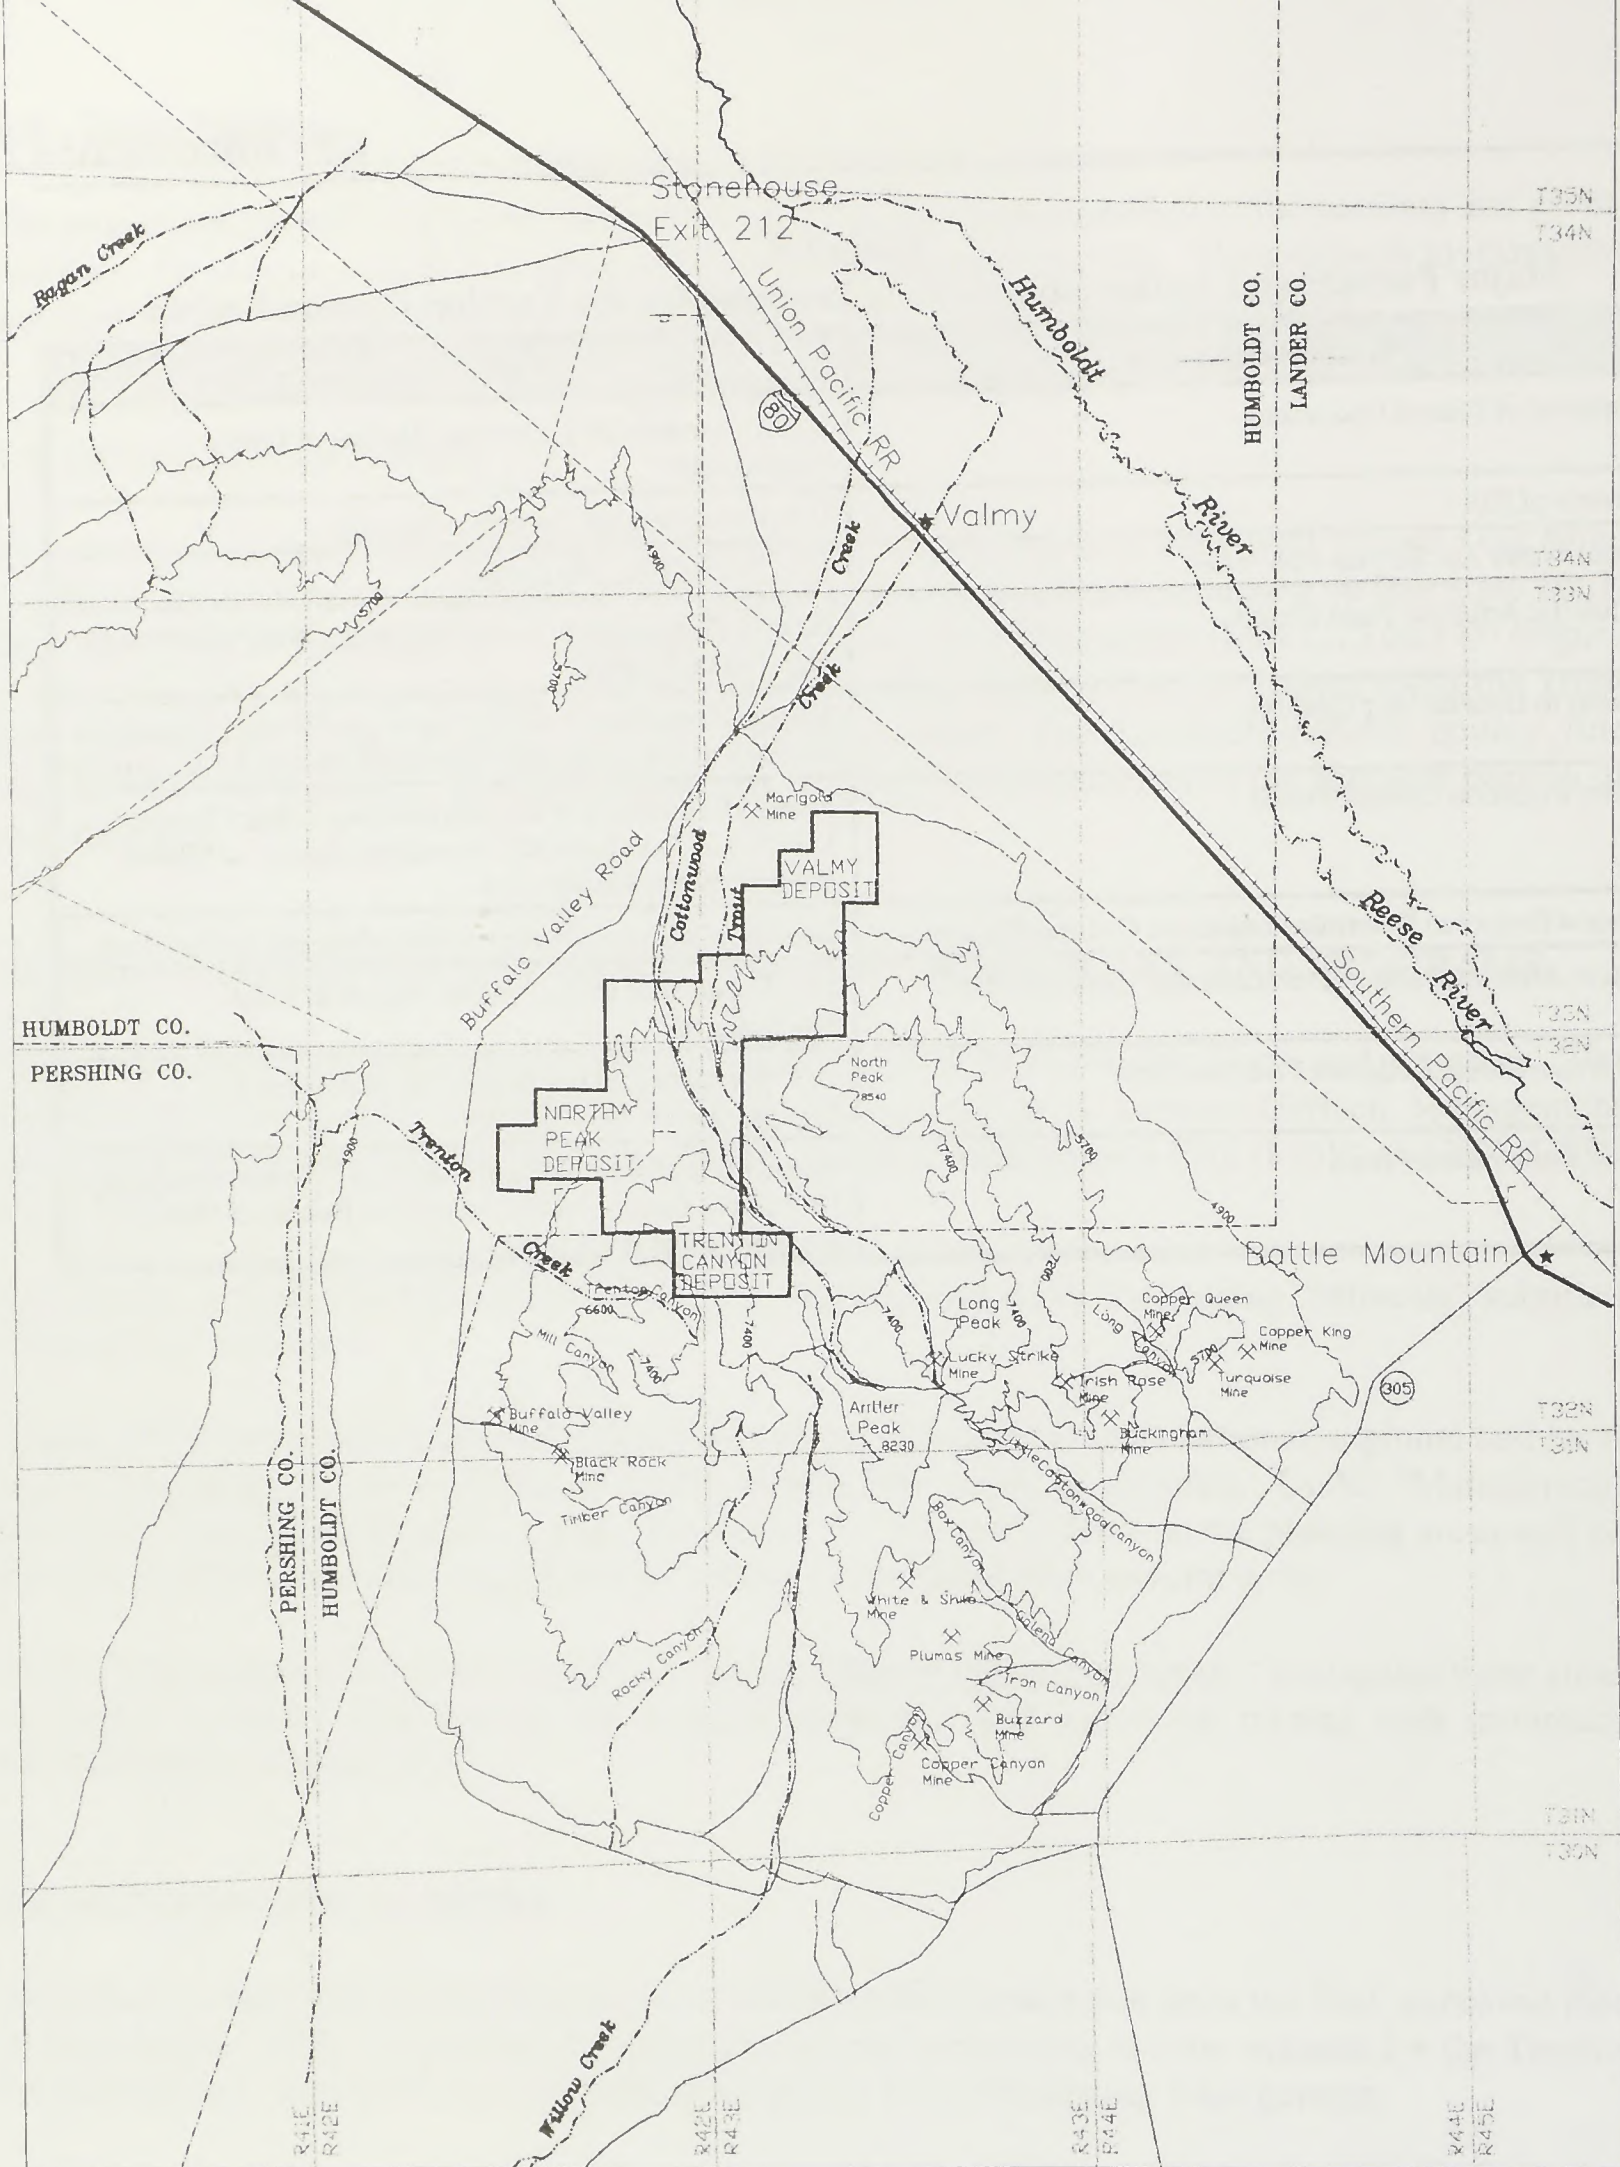 Stonehouse
Exit 212
T35N
T34N
Ragan Creek
Union Pacific RR
Humboldt
River
HUMBOLDT CO.
LANDER CO.
80
Valmy
Creek
4900
T34N
T33N
5700
5700
Creek
Marigold
Mine
VALMY
DEPOSIT
Buffalo Valley Road
Cottonwood
Trout
Reese
River
Southern Pacific RR
HUMBOLDT CO.
PERSHING CO.
T33N
T32N
North
Peak
8540
NORTH
PEAK
DEPOSIT
Trenton
Creek
4900
7400
5700
4900
TRENTON
CANYON
DEPOSIT
Battle Mountain
Trenton Canyon
6600
Mill Canyon
7400
7400
7400
Long
Peak
7400
7200
Long
Canyon
Copper Queen
Mine
Copper King
Mine
5700
Turquoise
Mine
Lucky Strike
Mine
Irish Rose
Mine
305
Buffalo Valley
Mine
Antler
Peak
8230
Buckingham
Mine
T32N
T31N
Black Rock
Mine
Timber Canyon
Little Cottonwood Canyon
Box Canyon
PERSHING CO.
HUMBOLDT CO.
White & Shilo
Mine
Galena Canyon
Plumas Mine
Rocky Canyon
Iron Canyon
Buzzard
Mine
Copper Canyon
Copper Canyon
Mine
T31N
T30N
Willow Creek
R41E
R42E
R42E
R43E
R43E
R44E
R44E
R45E